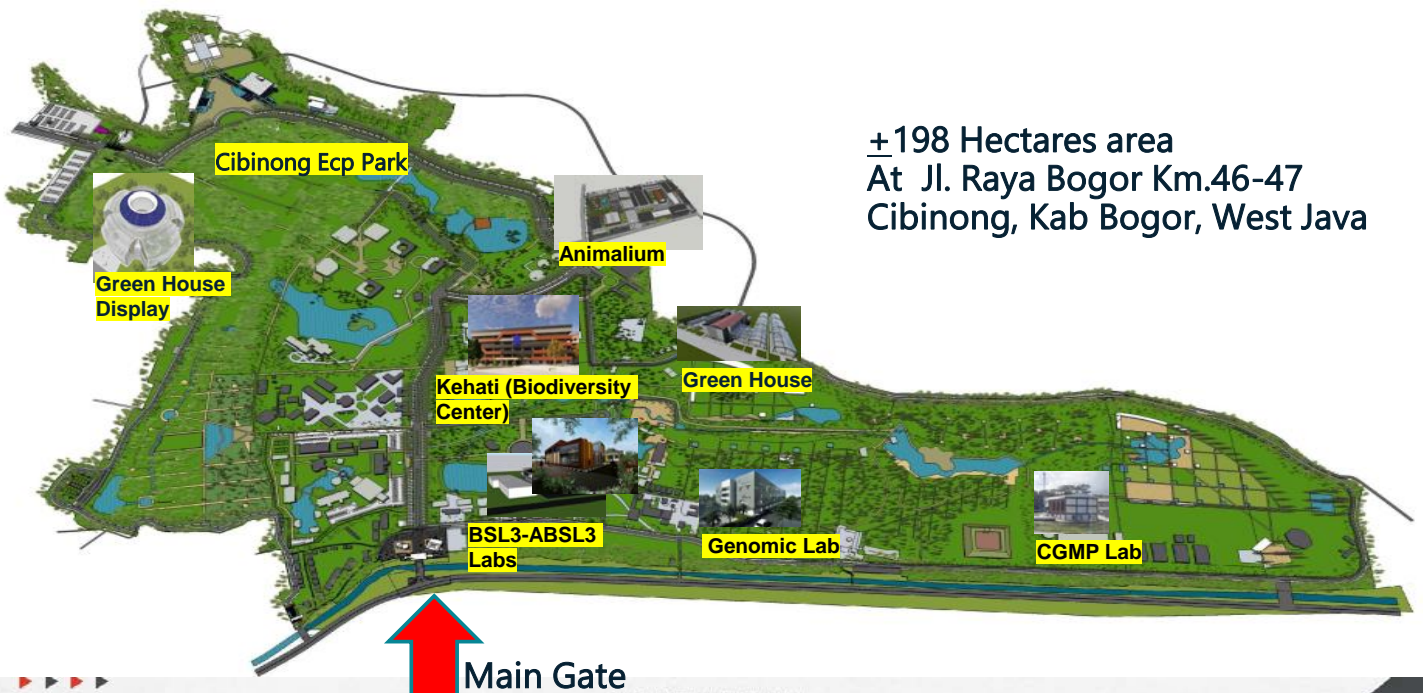 +198 Hectares area
At Jl. Raya Bogor Km.46-47
Cibinong, Kab Bogor, West Java
Cibinong Ecp Park
Animalium
Green House
Display
Kehati (Biodiversity
Center)
Green House
BSL3-ABSL3
Labs
Genomic Lab
CGMP Lab
Main Gate